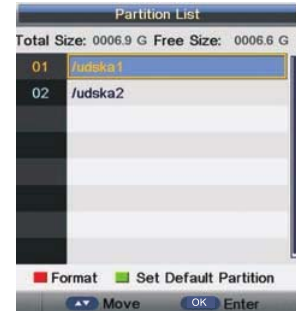 Partition List
Total Size: 0006.9 G Free Size: 0006.6 G
01 /udska1
02 /udska2
Format Set Default Partition
Move OK Enter